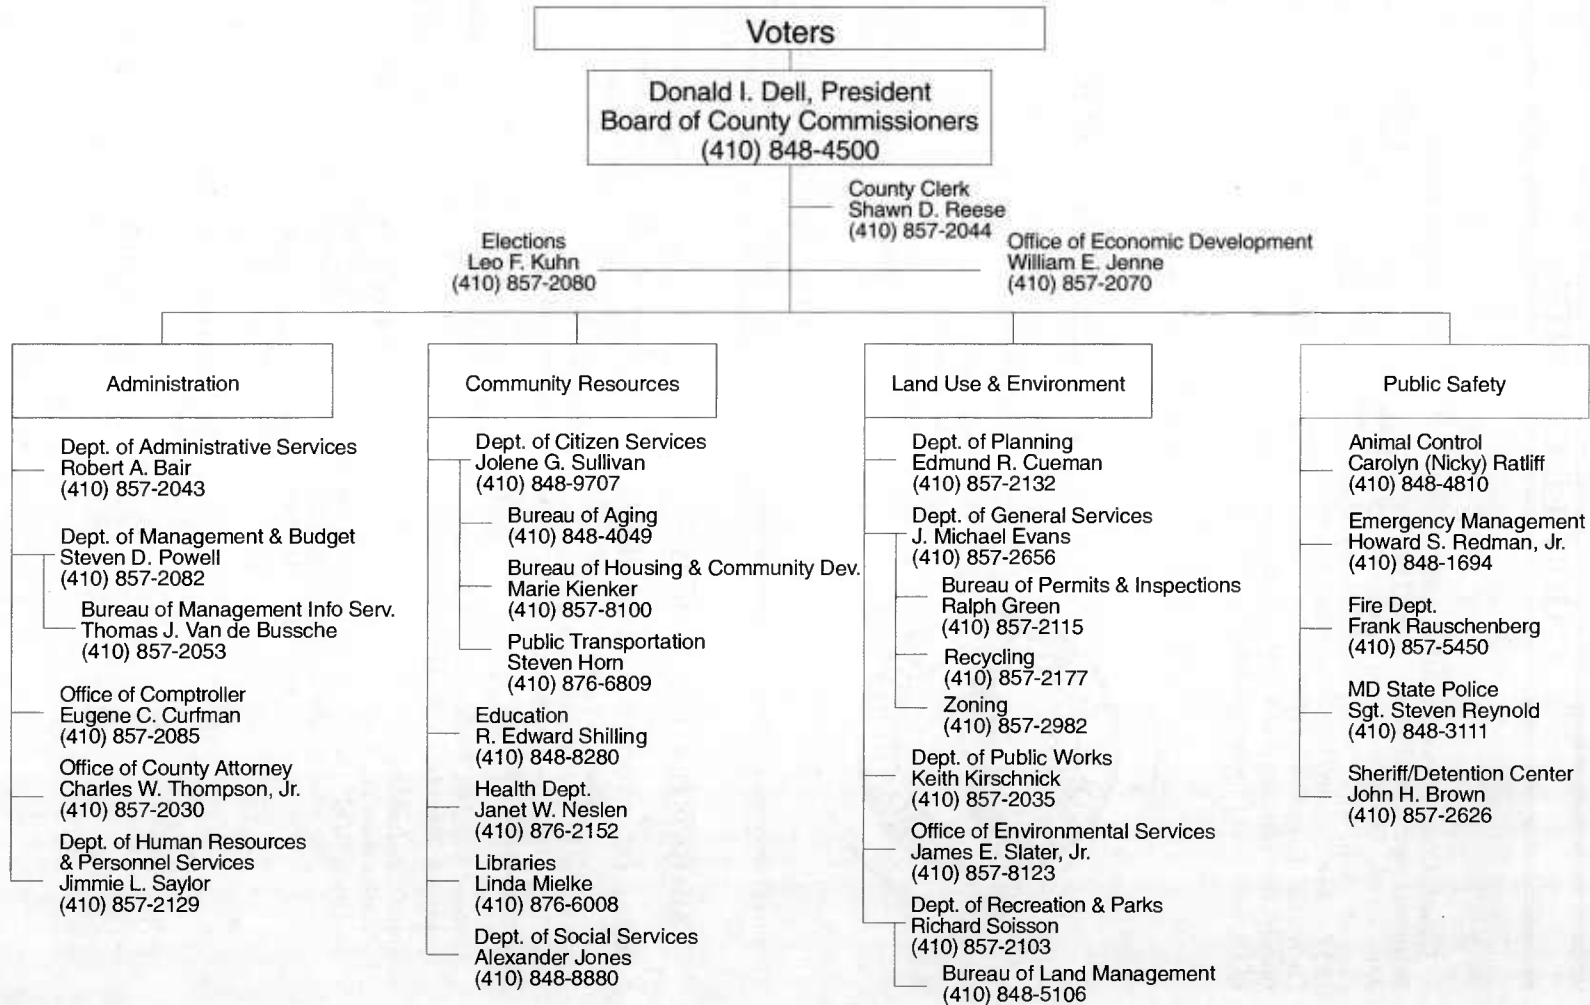 Voters
Donald I. Dell, President
Board of County Commissioners
(410) 848-4500
County Clerk
Shawn D. Reese
(410) 857-2044
Elections
Leo F. Kuhn
(410) 857-2080
Office of Economic Development
William E. Jenne
(410) 857-2070
Administration
Dept. of Administrative Services
Robert A. Bair
(410) 857-2043
Dept. of Management & Budget
Steven D. Powell
(410) 857-2082
Bureau of Management Info Serv.
Thomas J. Van de Bussche
(410) 857-2053
Office of Comptroller
Eugene C. Curfman
(410) 857-2085
Office of County Attorney
Charles W. Thompson, Jr.
(410) 857-2030
Dept. of Human Resources
& Personnel Services
Jimmie L. Saylor
(410) 857-2129
Community Resources
Dept. of Citizen Services
Jolene G. Sullivan
(410) 848-9707
Bureau of Aging
(410) 848-4049
Bureau of Housing & Community Dev.
Marie Kienker
(410) 857-8100
Public Transportation
Steven Horn
(410) 876-6809
Education
R. Edward Shilling
(410) 848-8280
Health Dept.
Janet W. Neslen
(410) 876-2152
Libraries
Linda Mielke
(410) 876-6008
Dept. of Social Services
Alexander Jones
(410) 848-8880
Land Use & Environment
Dept. of Planning
Edmund R. Cueman
(410) 857-2132
Dept. of General Services
J. Michael Evans
(410) 857-2656
Bureau of Permits & Inspections
Ralph Green
(410) 857-2115
Recycling
(410) 857-2177
Zoning
(410) 857-2982
Dept. of Public Works
Keith Kirschnick
(410) 857-2035
Office of Environmental Services
James E. Slater, Jr.
(410) 857-8123
Dept. of Recreation & Parks
Richard Soisson
(410) 857-2103
Bureau of Land Management
(410) 848-5106
Public Safety
Animal Control
Carolyn (Nicky) Ratliff
(410) 848-4810
Emergency Management
Howard S. Redman, Jr.
(410) 848-1694
Fire Dept.
Frank Rauschenberg
(410) 857-5450
MD State Police
Sgt. Steven Reynold
(410) 848-3111
Sheriff/Detention Center
John H. Brown
(410) 857-2626